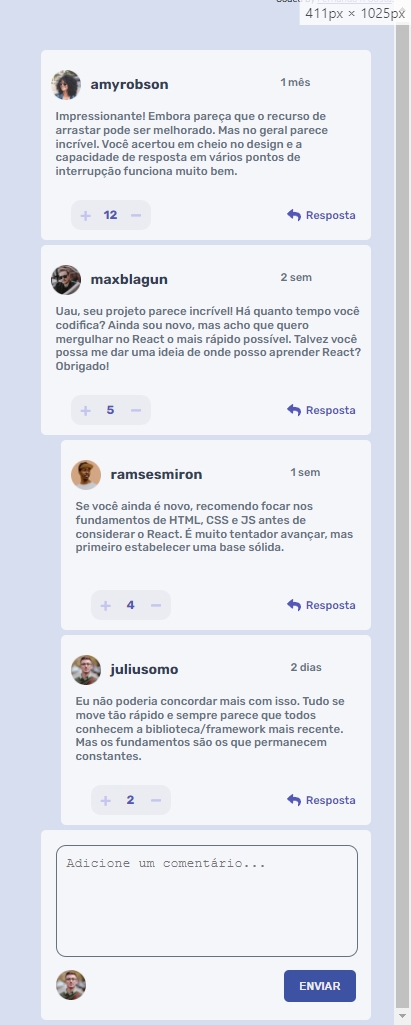 411px × 1025px
amyrobson 1 mês
Impressionante! Embora pareça que o recurso de
arrastar pode ser melhorado. Mas no geral parece
incrível. Você acertou em cheio no design e a
capacidade de resposta em vários pontos de
interrupção funciona muito bem.
+ 12 − Resposta
maxblagun 2 sem
Uau, seu projeto parece incrível! Há quanto tempo você
codifica? Ainda sou novo, mas acho que quero
mergulhar no React o mais rápido possível. Talvez você
possa me dar uma ideia de onde posso aprender React?
Obrigado!
+ 5 − Resposta
ramsesmiron 1 sem
Se você ainda é novo, recomendo focar nos
fundamentos de HTML, CSS e JS antes de
considerar o React. É muito tentador avançar, mas
primeiro estabelecer uma base sólida.
+ 4 − Resposta
juliusomo 2 dias
Eu não poderia concordar mais com isso. Tudo se
move tão rápido e sempre parece que todos
conhecem a biblioteca/framework mais recente.
Mas os fundamentos são os que permanecem
constantes.
+ 2 − Resposta
Adicione um comentário...
ENVIAR